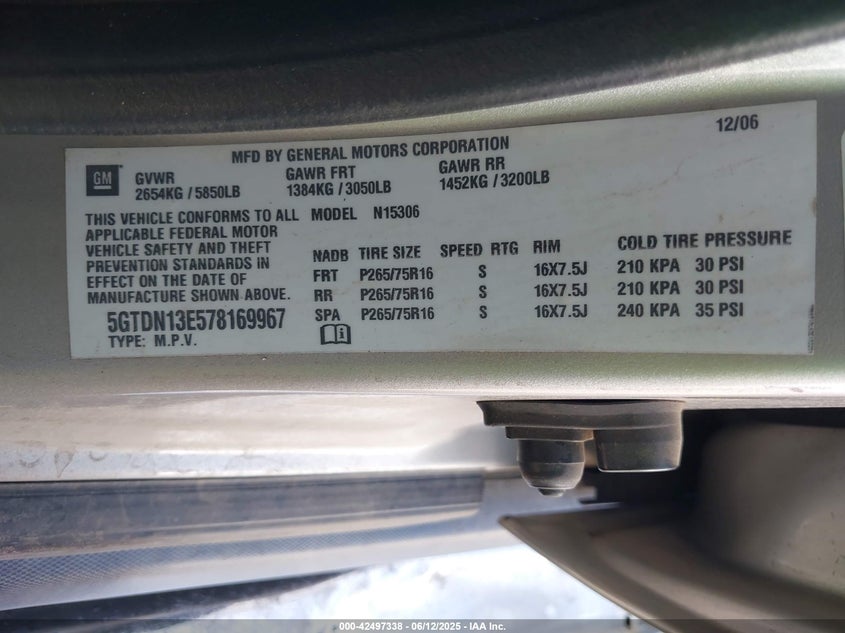 MFD BY GENERAL MOTORS CORPORATION 12/06
GM GVWR GAWR FRT GAWR RR
2654KG / 5850LB 1384KG / 3050LB 1452KG / 3200LB
THIS VEHICLE CONFORMS TO ALL
APPLICABLE FEDERAL MOTOR
VEHICLE SAFETY AND THEFT
PREVENTION STANDARDS IN
EFFECT ON THE DATE OF
MANUFACTURE SHOWN ABOVE.
5GTDN13E578169967
TYPE: M.P.V.
MODEL N15306
NADB TIRE SIZE SPEED RTG RIM COLD TIRE PRESSURE
FRT P265/75R16 S 16X7.5J 210 KPA 30 PSI
RR P265/75R16 S 16X7.5J 210 KPA 30 PSI
SPA P265/75R16 S 16X7.5J 240 KPA 35 PSI
000-42497338 - 06/12/2025 - IAA Inc.